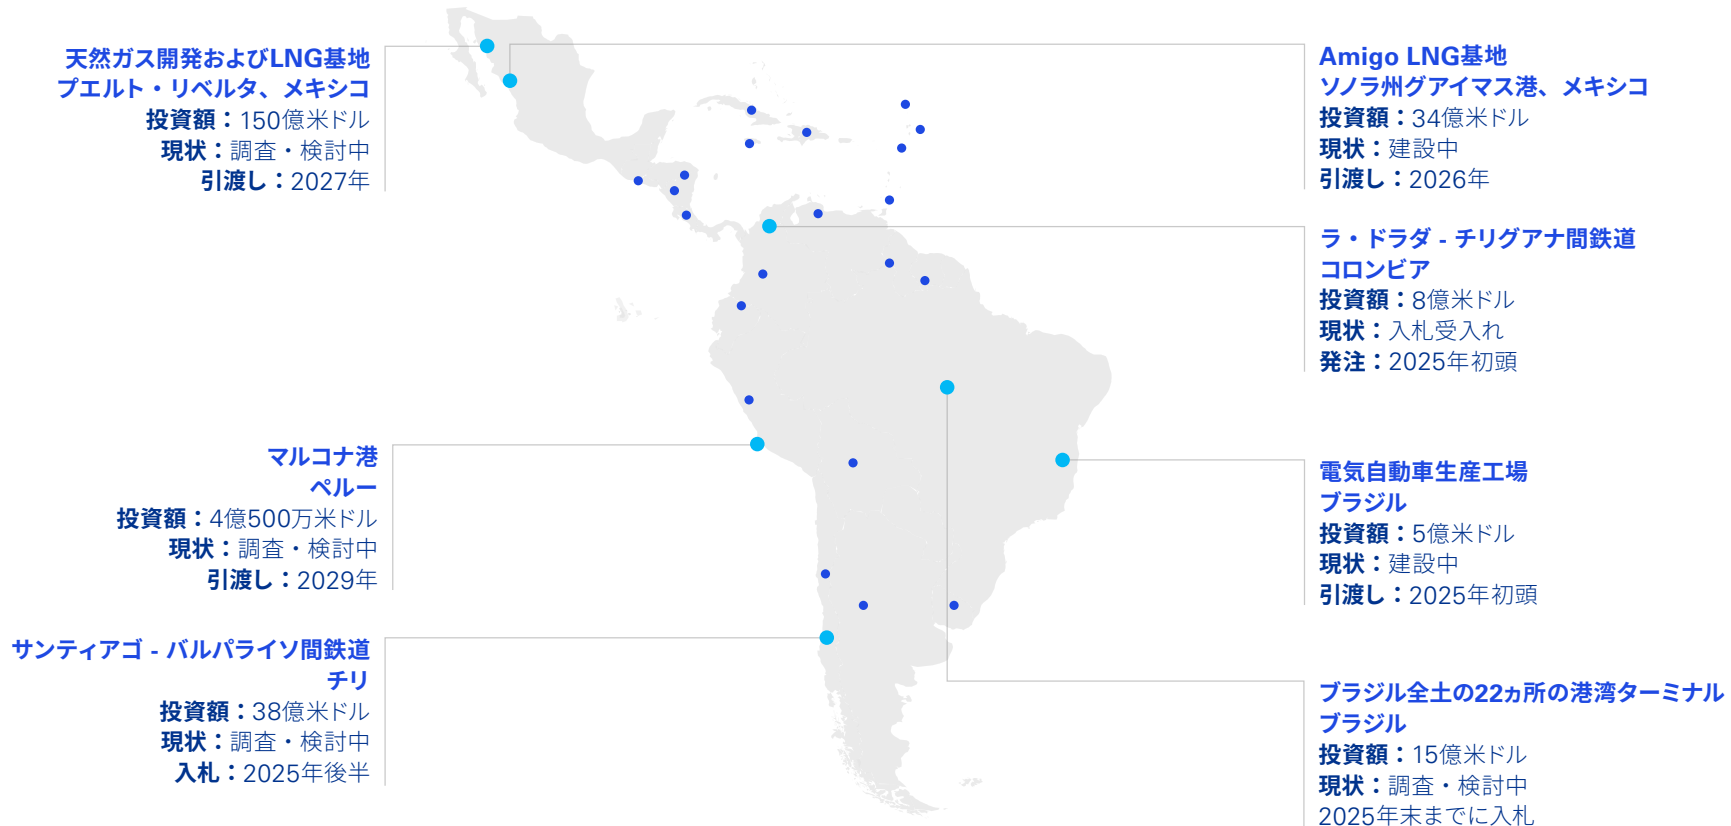 天然ガス開発およびLNG基地
プエルト・リベルタ、メキシコ
投資額：150億米ドル
現状：調査・検討中
引渡し：2027年
マルコナ港
ペルー
投資額：4億500万米ドル
現状：調査・検討中
引渡し：2029年
サンティアゴ - バルパライソ間鉄道
チリ
投資額：38億米ドル
現状：調査・検討中
入札：2025年後半
Amigo LNG基地
ソノラ州グアイマス港、メキシコ
投資額：34億米ドル
現状：建設中
引渡し：2026年
ラ・ドラダ - チリグアナ間鉄道
コロンビア
投資額：8億米ドル
現状：入札受入れ
発注：2025年初頭
電気自動車生産工場
ブラジル
投資額：5億米ドル
現状：建設中
引渡し：2025年初頭
ブラジル全土の22ヵ所の港湾ターミナル
ブラジル
投資額：15億米ドル
現状：調査・検討中
2025年末までに入札